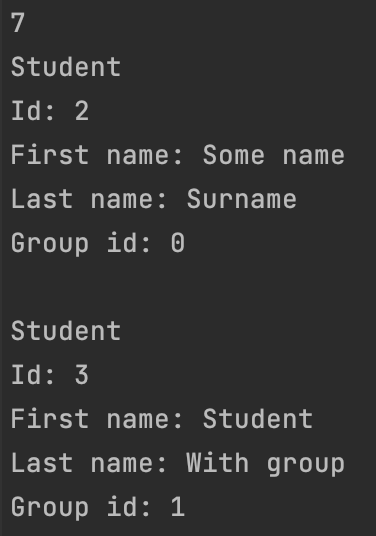 7
Student
Id: 2
First name: Some name
Last name: Surname
Group id: 0
Student
Id: 3
First name: Student
Last name: With group
Group id: 1